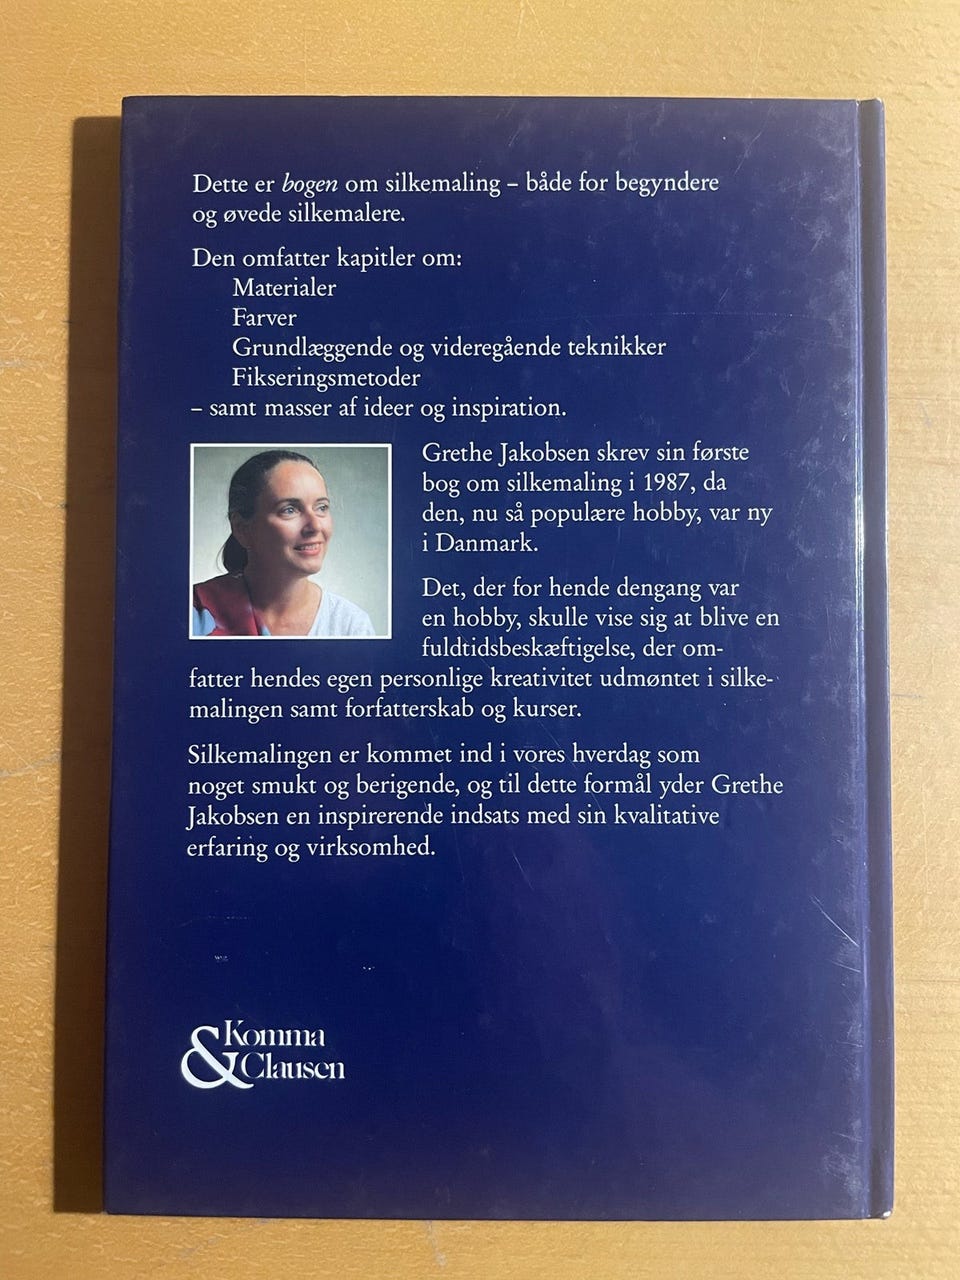 Dette er bogen om silkemaling – både for begyndere
og øvede silkemalere.
Den omfatter kapitler om:
Materialer
Farver
Grundlæggende og videregående teknikker
Fikseringsmetoder
– samt masser af ideer og inspiration.
Grethe Jakobsen skrev sin første
bog om silkemaling i 1987, da
den, nu så populære hobby, var ny
i Danmark.
Det, der for hende dengang var
en hobby, skulle vise sig at blive en
fuldtidsbeskæftigelse, der om-
fatter hendes egen personlige kreativitet udmøntet i silke-
malingen samt forfatterskab og kurser.
Silkemalingen er kommet ind i vores hverdag som
noget smukt og berigende, og til dette formål yder Grethe
Jakobsen en inspirerende indsats med sin kvalitative
erfaring og virksomhed.
Komma
& Clausen